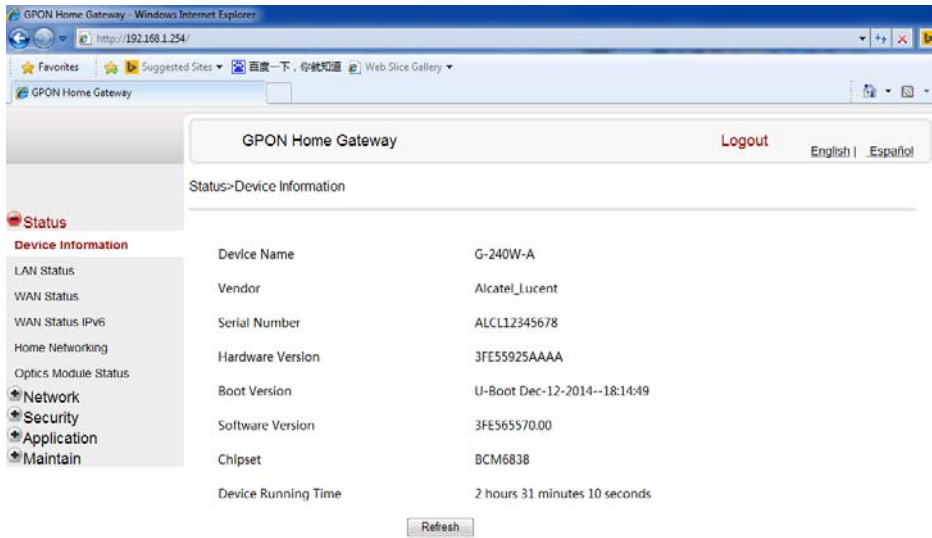 GPON Home Gateway - Windows Internet Explorer
http://192.168.1.254/
Favorites Suggested Sites 百度一下，你就知道 Web Slice Gallery
GPON Home Gateway
GPON Home Gateway Logout English | Español
Status>Device Information
Status
Device Information
LAN Status
WAN Status
WAN Status IPv6
Home Networking
Optics Module Status
Network
Security
Application
Maintain
Device Name G-240W-A
Vendor Alcatel_Lucent
Serial Number ALCL12345678
Hardware Version 3FE55925AAAA
Boot Version U-Boot Dec-12-2014--18:14:49
Software Version 3FE565570.00
Chipset BCM6838
Device Running Time 2 hours 31 minutes 10 seconds
Refresh